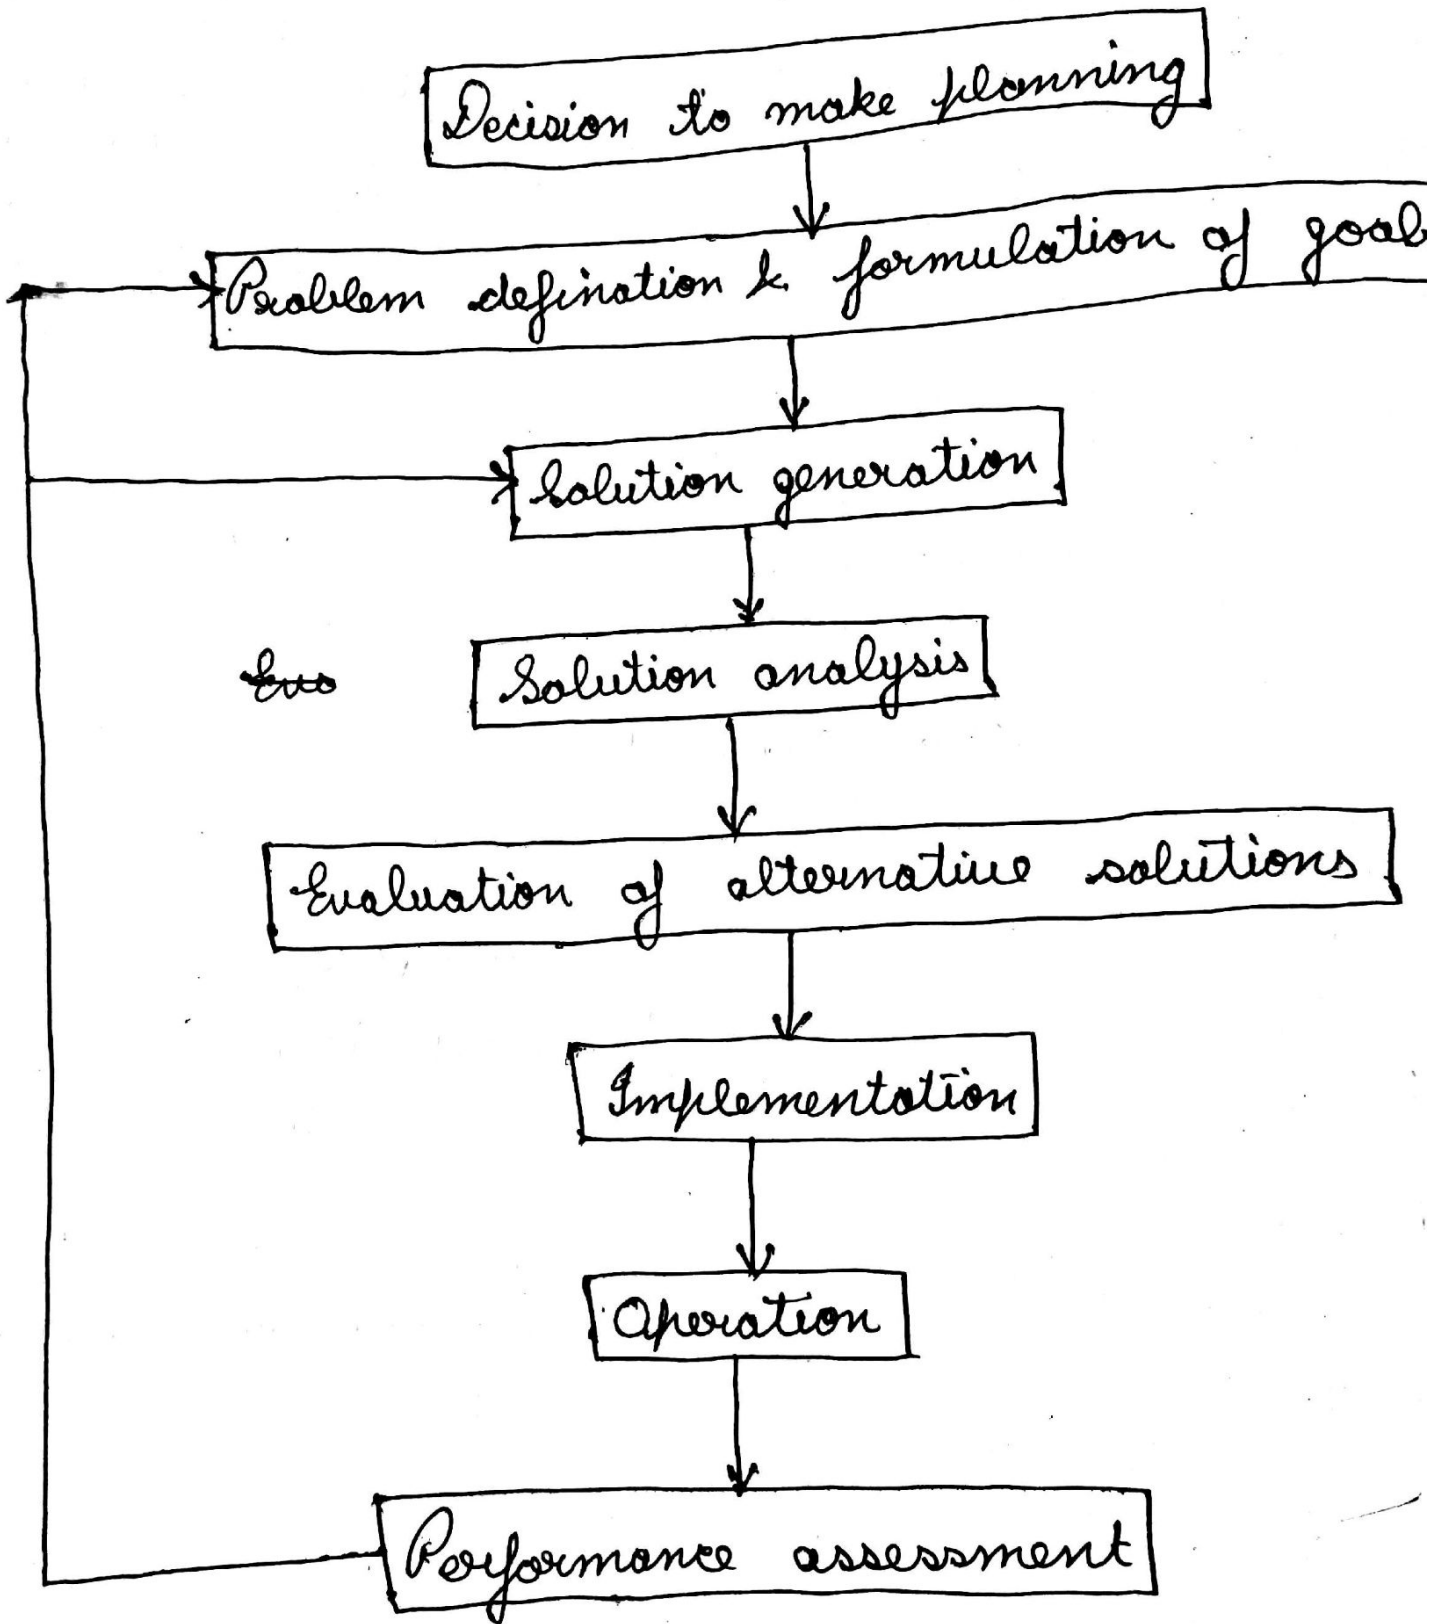 Decision to make planning
Problem defination & formulation of goal
Solution generation
Solution analysis
Evaluation of alternative solutions
Implementation
Operation
Performance assessment